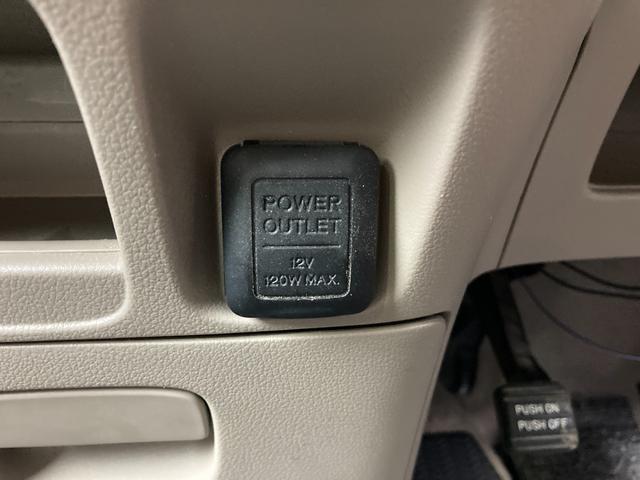 POWER
OUTLET
12V
120W MAX.
PUSH ON
PUSH OFF